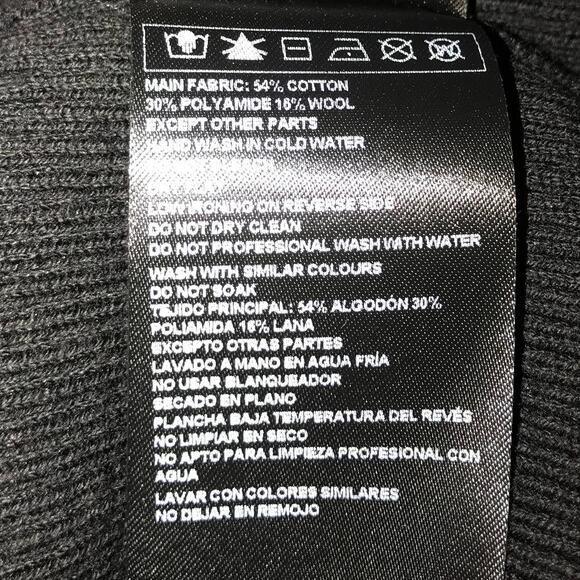 MAIN FABRIC: 54% COTTON
30% POLYAMIDE 16% WOOL
EXCEPT OTHER PARTS
HAND WASH IN COLD WATER
IRONING ON REVERSE SIDE
DO NOT DRY CLEAN
DO NOT PROFESSIONAL WASH WITH WATER
WASH WITH SIMILAR COLOURS
DO NOT SOAK
TEJIDO PRINCIPAL: 54% ALGODÓN 30%
POLIAMIDA 16% LANA
EXCEPTO OTRAS PARTES
LAVADO A MANO EN AGUA FRÍA
NO USAR BLANQUEADOR
SECADO EN PLANO
PLANCHA BAJA TEMPERATURA DEL REVÉS
NO LIMPIAR EN SECO
NO APTO PARA LIMPIEZA PROFESIONAL CON
AGUA
LAVAR CON COLORES SIMILARES
NO DEJAR EN REMOJO